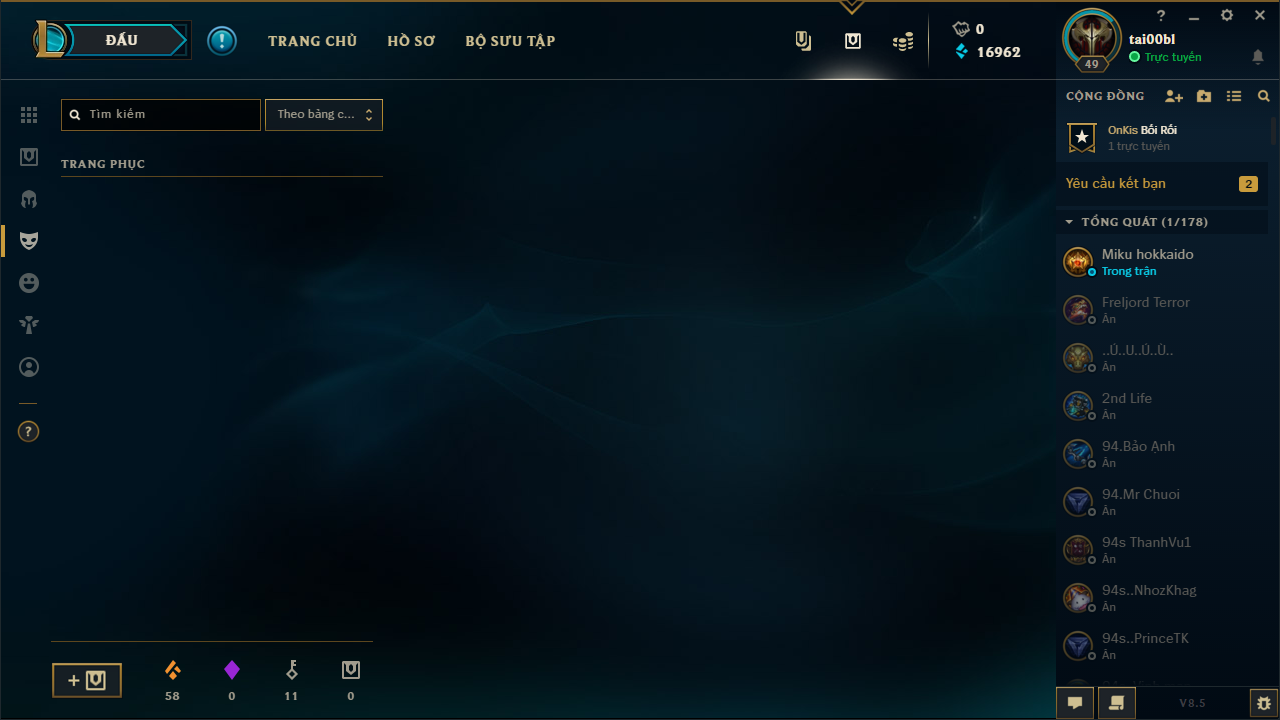 ĐẤU
TRANG CHỦ
HỒ SƠ
BỘ SƯU TẬP
0
16962
49
?
tai00bl
Trực tuyến
Tìm kiếm
Theo bảng c...
TRANG PHỤC
?
58
0
11
0
CỘNG ĐỒNG
OnKis Bối Rối
1 trực tuyến
Yêu cầu kết bạn
2
TỔNG QUÁT (1/178)
Miku hokkaido
Trong trận
Freljord Terror
Ẩn
..Ú..U..Ú..Ù..
Ẩn
2nd Life
Ẩn
94.Bảo Anh
Ẩn
94.Mr Chuoi
Ẩn
94s ThanhVu1
Ẩn
94s..NhozKhag
Ẩn
94s..PrinceTK
Ẩn
V8.5